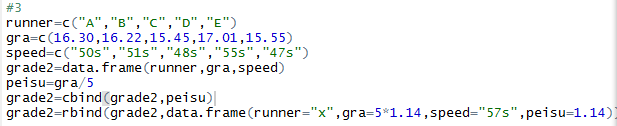 #3
runner=c("A","B","C","D","E")
gra=c(16.30,16.22,15.45,17.01,15.55)
speed=c("50s","51s","48s","55s","47s")
grade2=data.frame(runner,gra,speed)
peisu=gra/5
grade2=cbind(grade2,peisu)
grade2=rbind(grade2,data.frame(runner="x",gra=5*1.14,speed="57s",peisu=1.14))